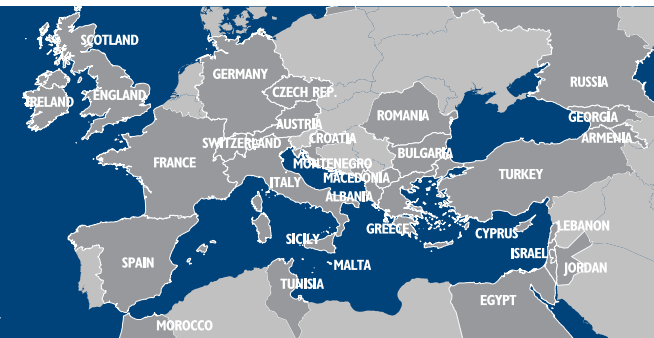 SCOTLAND
IRELAND
ENGLAND
GERMANY
CZECH REP.
RUSSIA
ROMANIA
GEORGIA
AUSTRIA
CROATIA
ARMENIA
SWITZERLAND
BULGARIA
FRANCE
MONTENEGRO
TURKEY
MACEDONIA
ITALY
ALBANIA
GREECE
CYPRUS
LEBANON
SICILY
ISRAEL
SPAIN
MALTA
JORDAN
TUNISIA
EGYPT
MOROCCO